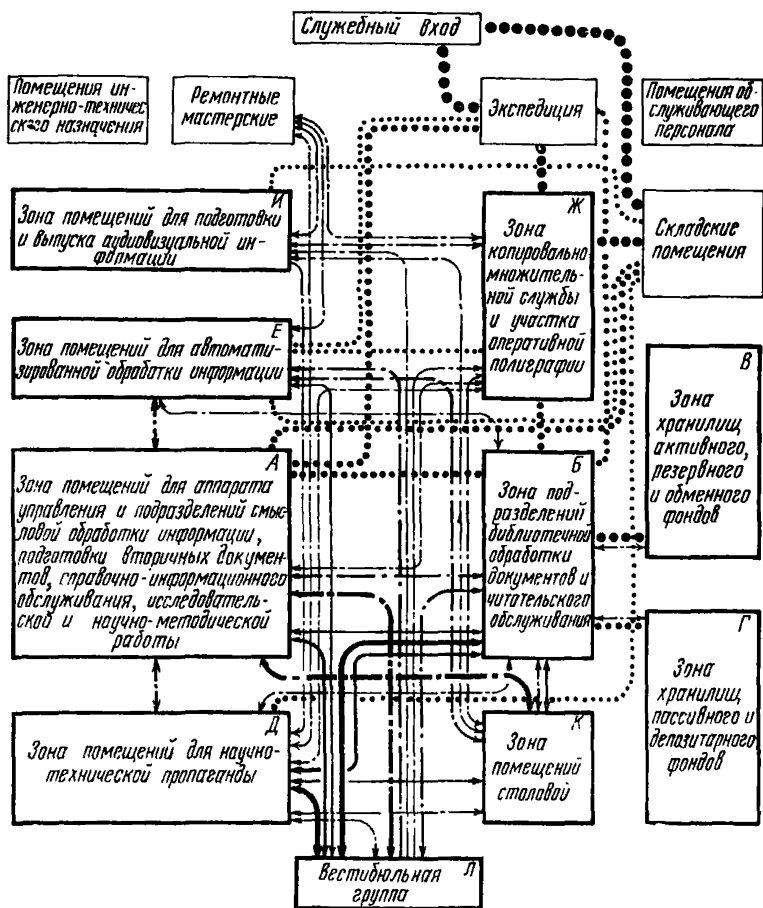 Служебный вход
Помещения ин-
женерно-техничес-
ского назначения
Ремонтные
мастерские
Экспедиция
Помещения об-
служивающего
персонала
И
Зона помещений для подготовки
и выпуска аудиовизуальной ин-
формации
Ж
Зона
копировально-
множитель-
ной службы
и участка
оперативной
полиграфии
Складские
помещения
Е
Зона помещений для автомати-
зированной обработки информации
В
Зона
хранилищ
активного,
резервного
и обменного
фондов
А
Зона помещений для аппарата
управления и подразделений смыс-
ловой обработки информации,
подготовки вторичных докумен-
тов, справочно-информационного
обслуживания, исследователь-
ской и научно-методической
работы
Б
Зона под-
разделений
библиотечной
обработки
документов и
читательского
обслуживания
Г
Зона
хранилищ
пассивного и
депозитарного
фондов
Д
Зона помещений для научно-
технической пропаганды
К
Зона
помещений
столовой
Вестибюльная Л
группа